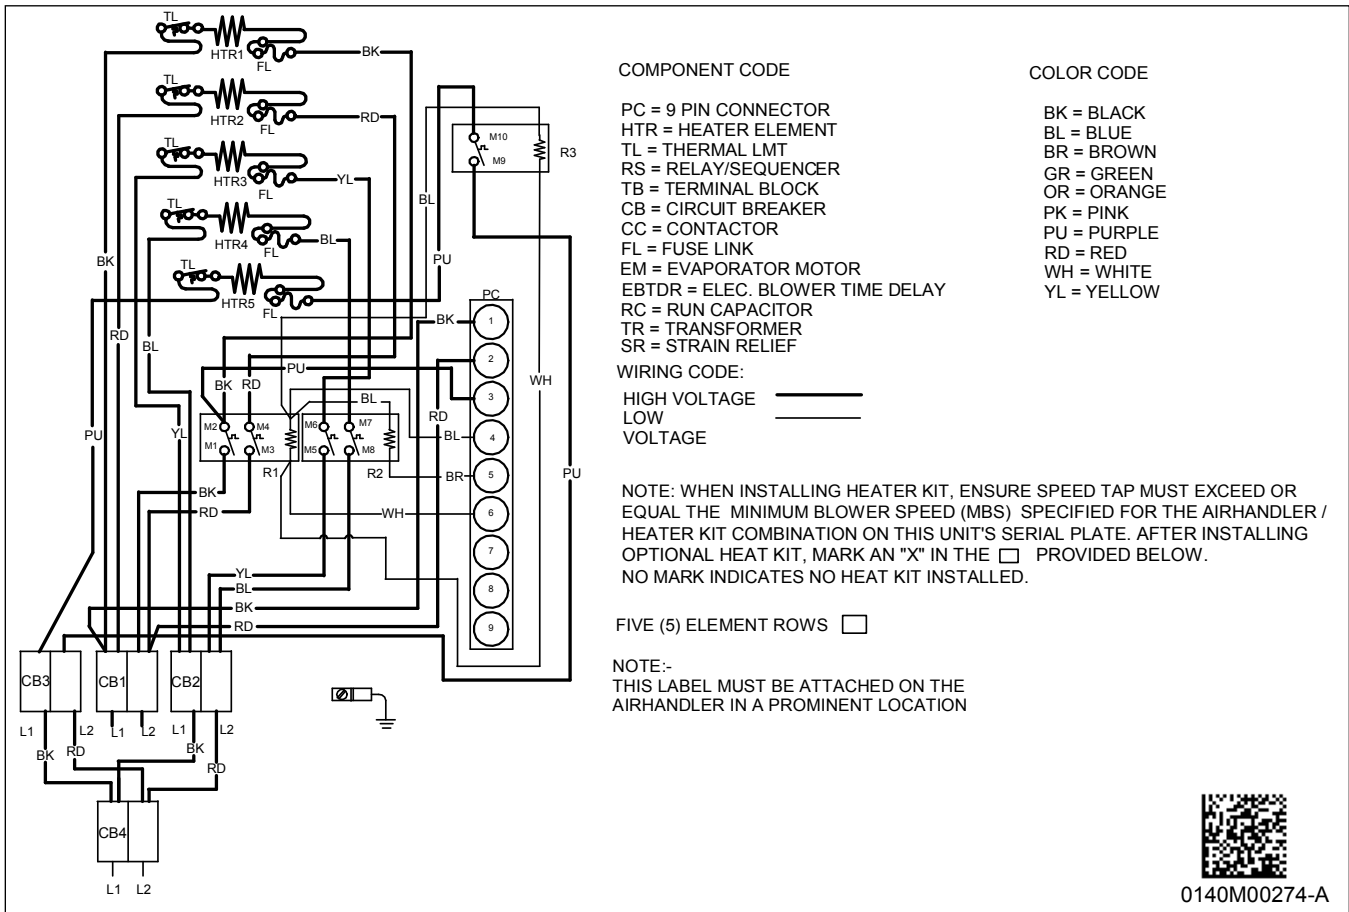 TL
HTR1
FL
BK
TL
HTR2
FL
RD
TL
HTR3
FL
YL
TL
HTR4
FL
BL
TL
HTR5
FL
BK
RD
BL
PU
YL
BL
PU
M10
M9
R3
WH
PU
BK
RD
PU
BL
M2
M4
M1
M3
R1
M6
M7
M5
M8
R2
BK
RD
YL
BL
BK
RD
PC
BK
1
2
3
RD
BL
4
BR
5
WH
6
7
8
9
CB3
CB1
CB2
L1
L2
L1
L2
L1
L2
BK
RD
BK
RD
CB4
L1
L2
COMPONENT CODE
PC = 9 PIN CONNECTOR
HTR = HEATER ELEMENT
TL = THERMAL LMT
RS = RELAY/SEQUENCER
TB = TERMINAL BLOCK
CB = CIRCUIT BREAKER
CC = CONTACTOR
FL = FUSE LINK
EM = EVAPORATOR MOTOR
EBTDR = ELEC. BLOWER TIME DELAY
RC = RUN CAPACITOR
TR = TRANSFORMER
SR = STRAIN RELIEF
WIRING CODE:
HIGH VOLTAGE
LOW
VOLTAGE
COLOR CODE
BK = BLACK
BL = BLUE
BR = BROWN
GR = GREEN
OR = ORANGE
PK = PINK
PU = PURPLE
RD = RED
WH = WHITE
YL = YELLOW
NOTE: WHEN INSTALLING HEATER KIT, ENSURE SPEED TAP MUST EXCEED OR
EQUAL THE MINIMUM BLOWER SPEED (MBS) SPECIFIED FOR THE AIRHANDLER /
HEATER KIT COMBINATION ON THIS UNIT'S SERIAL PLATE. AFTER INSTALLING
OPTIONAL HEAT KIT, MARK AN "X" IN THE PROVIDED BELOW.
NO MARK INDICATES NO HEAT KIT INSTALLED.
FIVE (5) ELEMENT ROWS
NOTE:-
THIS LABEL MUST BE ATTACHED ON THE
AIRHANDLER IN A PROMINENT LOCATION
0140M00274-A